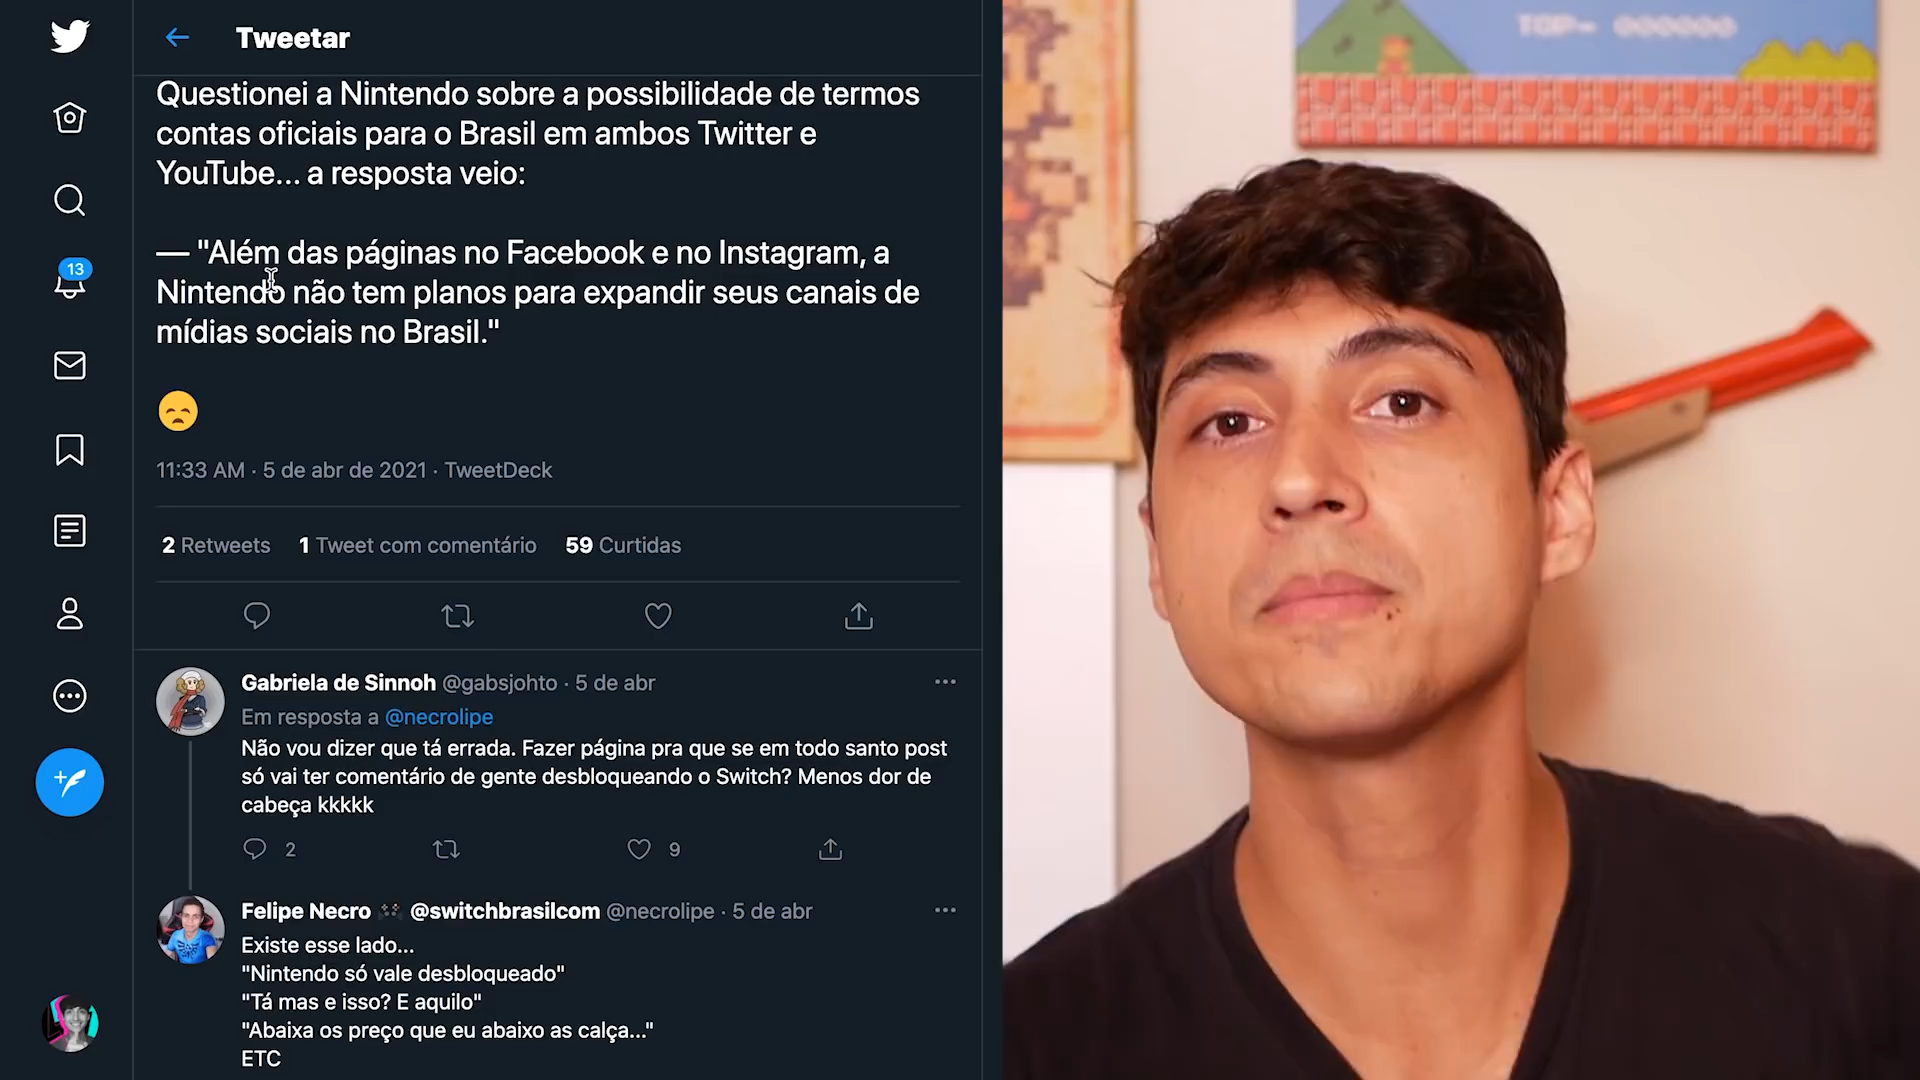 Tweetar
Questionei a Nintendo sobre a possibilidade de termos
contas oficiais para o Brasil em ambos Twitter e
YouTube... a resposta veio:
— "Além das páginas no Facebook e no Instagram, a
Nintendo não tem planos para expandir seus canais de
mídias sociais no Brasil."
11:33 AM · 5 de abr de 2021 · TweetDeck
2 Retweets 1 Tweet com comentário 59 Curtidas
13
Gabriela de Sinnoh @gabsjohto · 5 de abr
Em resposta a @necrolipe
Não vou dizer que tá errada. Fazer página pra que se em todo santo post
só vai ter comentário de gente desbloqueando o Switch? Menos dor de
cabeça kkkkk
2 9
Felipe Necro @switchbrasilcom @necrolipe · 5 de abr
Existe esse lado...
"Nintendo só vale desbloqueado"
"Tá mas e isso? E aquilo"
"Abaixa os preço que eu abaixo as calça..."
ETC
TOP- 000000